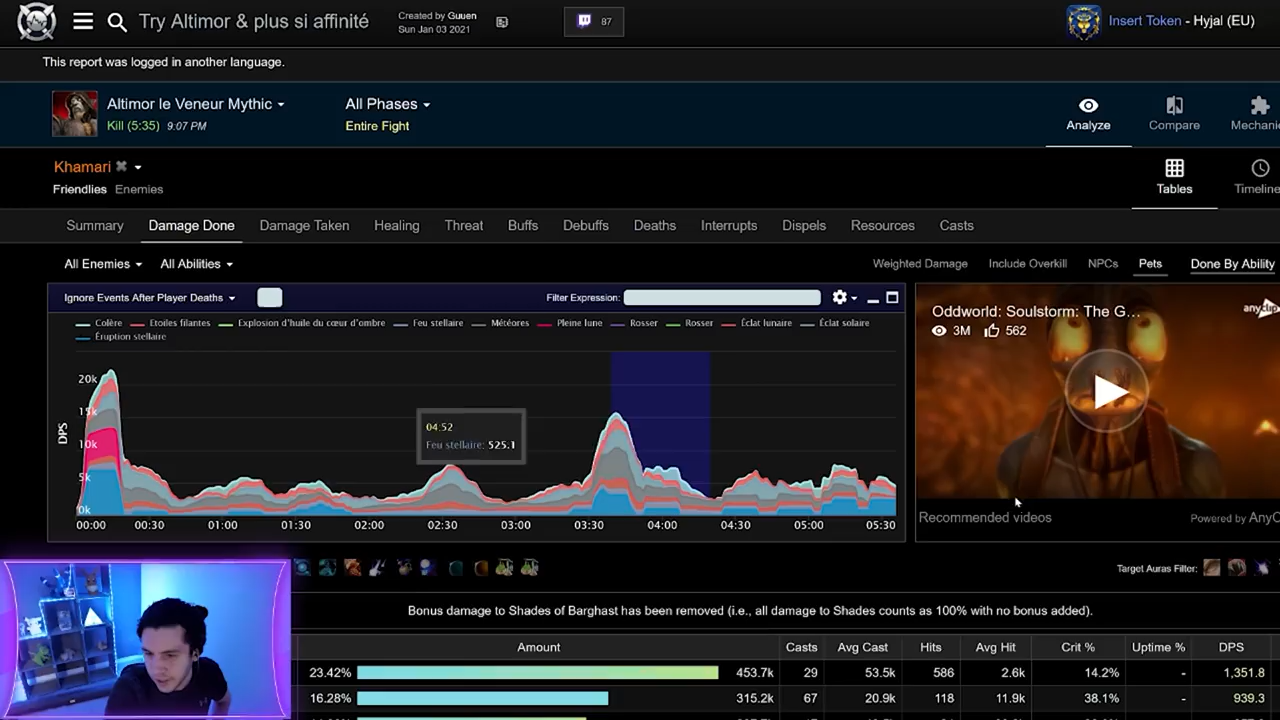 Try Altimor & plus si affinité
Created by Guuen
Sun Jan 03 2021
87
Insert Token - Hyjal (EU)
This report was logged in another language.
Altimor le Veneur Mythic
Kill (5:35) 9:07 PM
All Phases
Entire Fight
Analyze
Compare
Mechani
Khamari
Friendlies Enemies
Tables
Timeline
Summary Damage Done Damage Taken Healing Threat Buffs Debuffs Deaths Interrupts Dispels Resources Casts
All Enemies All Abilities
Weighted Damage Include Overkill NPCs Pets Done By Ability
Ignore Events After Player Deaths
Filter Expression:
Colère Étoiles filantes Explosion d'huile du cœur d'ombre Feu stellaire Météores Pleine lune Rosser Rosser Éclat lunaire Éclat solaire
Éruption stellaire
20k
15k
10k
5k
0k
DPS
04:52
Feu stellaire: 525.1
00:00 00:30 01:00 01:30 02:00 02:30 03:00 03:30 04:00 04:30 05:00 05:30
Oddworld: Soulstorm: The G...
3M 562
anyclip
Recommended videos
Powered by AnyC
Target Auras Filter:
Bonus damage to Shades of Barghast has been removed (i.e., all damage to Shades counts as 100% with no bonus added).
Amount Casts Avg Cast Hits Avg Hit Crit % Uptime % DPS
23.42% 453.7k 29 53.5k 586 2.6k 14.2% - 1,351.8
16.28% 315.2k 67 20.9k 118 11.9k 38.1% - 939.3